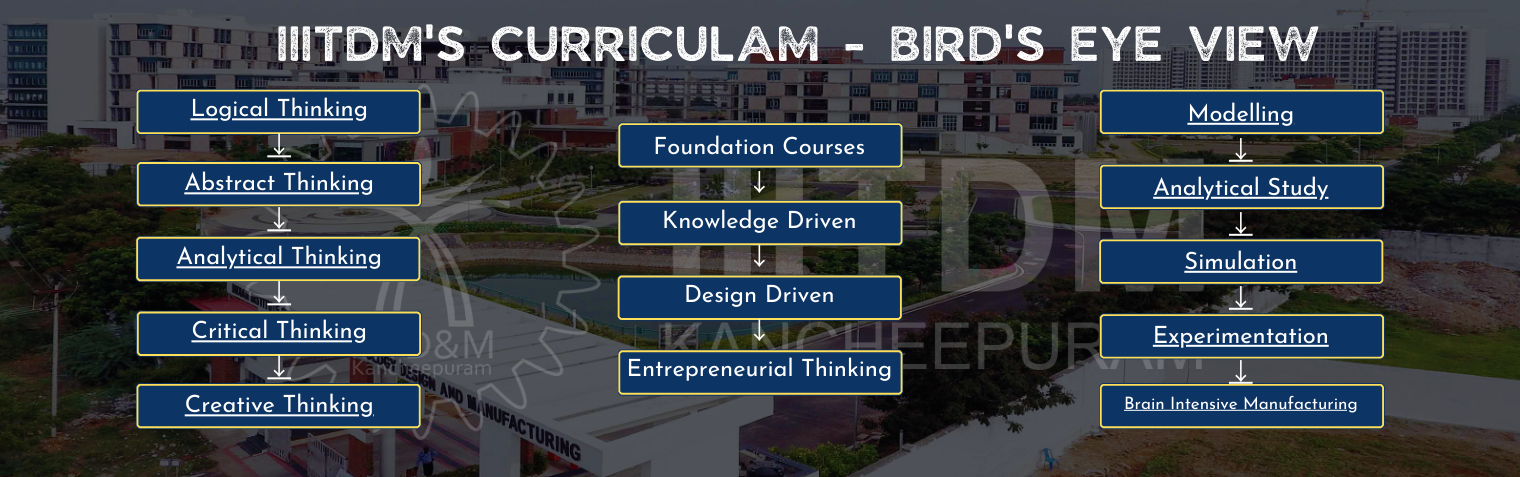 IIITDM'S CURRICULAM - BIRD'S EYE VIEW
Logical Thinking
Abstract Thinking
Analytical Thinking
Critical Thinking
Creative Thinking
Foundation Courses
Knowledge Driven
Design Driven
Entrepreneurial Thinking
Modelling
Analytical Study
Simulation
Experimentation
Brain Intensive Manufacturing
IIITDM
KANCHEEPURAM
D&M
Kancheepuram
DESIGN AND MANUFACTURING